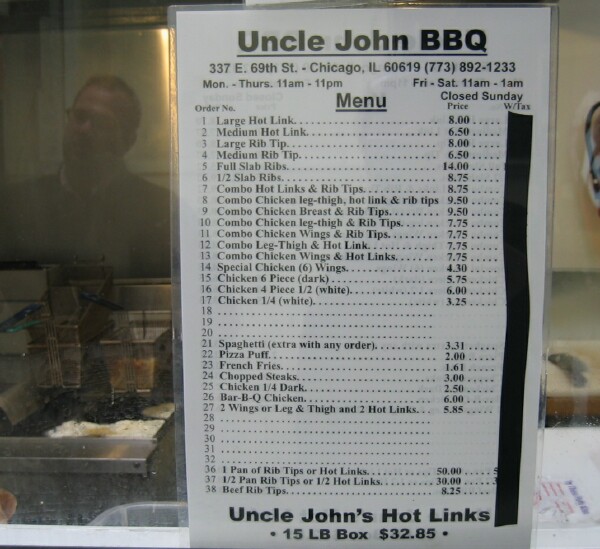 Uncle John BBQ
337 E. 69th St. - Chicago, IL 60619 (773) 892-1233
Mon. - Thurs. 11am - 11pm Fri - Sat. 11am - 1am
Menu Closed Sunday
Order No. Price W/Tax
1 Large Hot Link. 8.00
2 Medium Hot Link. 6.50
3 Large Rib Tip. 8.00
4 Medium Rib Tip. 6.50
5 Full Slab Ribs. 14.00
6 1/2 Slab Ribs. 8.75
7 Combo Hot Links & Rib Tips. 8.75
8 Combo Chicken leg-thigh, hot link & rib tips 9.50
9 Combo Chicken Breast & Rib Tips. 9.50
10 Combo Chicken leg-thigh & Rib Tips. 7.75
11 Combo Chicken Wings & Rib Tips. 7.75
12 Combo Leg-Thigh & Hot Link. 7.75
13 Combo Chicken Wings & Hot Links. 7.75
14 Special Chicken (6) Wings. 4.30
15 Chicken 6 Piece (dark) . 5.75
16 Chicken 4 Piece 1/2 (white). 6.00
17 Chicken 1/4 (white). 3.25
18
19
20
21 Spaghetti (extra with any order). 3.31
22 Pizza Puff. 2.00
23 French Fries. 1.61
24 Chopped Steaks. 3.00
25 Chicken 1/4 Dark. 2.50
26 Bar-B-Q Chicken. 6.00
27 2 Wings or Leg & Thigh and 2 Hot Links. 5.85
28
29
30
31
32
36 1 Pan of Rib Tips or Hot Links. 50.00
37 1/2 Pan Rib Tips or 1/2 Hot Links. 30.00
38 Beef Rib Tips. 8.25
Uncle John's Hot Links
• 15 LB Box $32.85 •